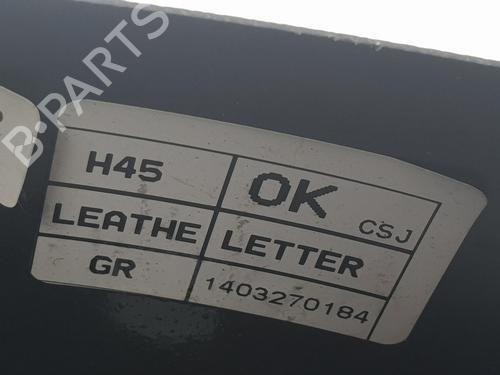 B-PARTS
H45 OK CSJ
LEATHE LETTER
GR 1403270184